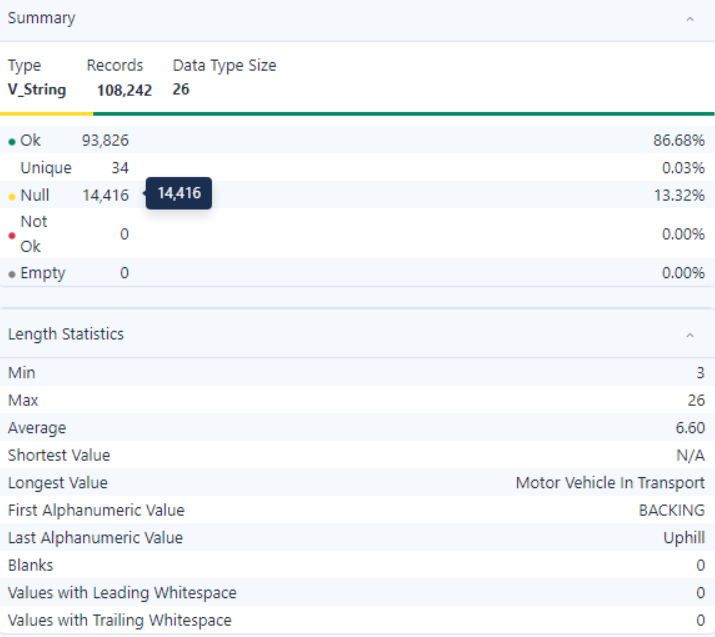 Summary
Type Records Data Type Size
V_String 108,242 26
Ok 93,826 86.68%
Unique 34 0.03%
Null 14,416 14,416 13.32%
Not
Ok 0 0.00%
Empty 0 0.00%
Length Statistics
Min 3
Max 26
Average 6.60
Shortest Value N/A
Longest Value Motor Vehicle In Transport
First Alphanumeric Value BACKING
Last Alphanumeric Value Uphill
Blanks 0
Values with Leading Whitespace 0
Values with Trailing Whitespace 0